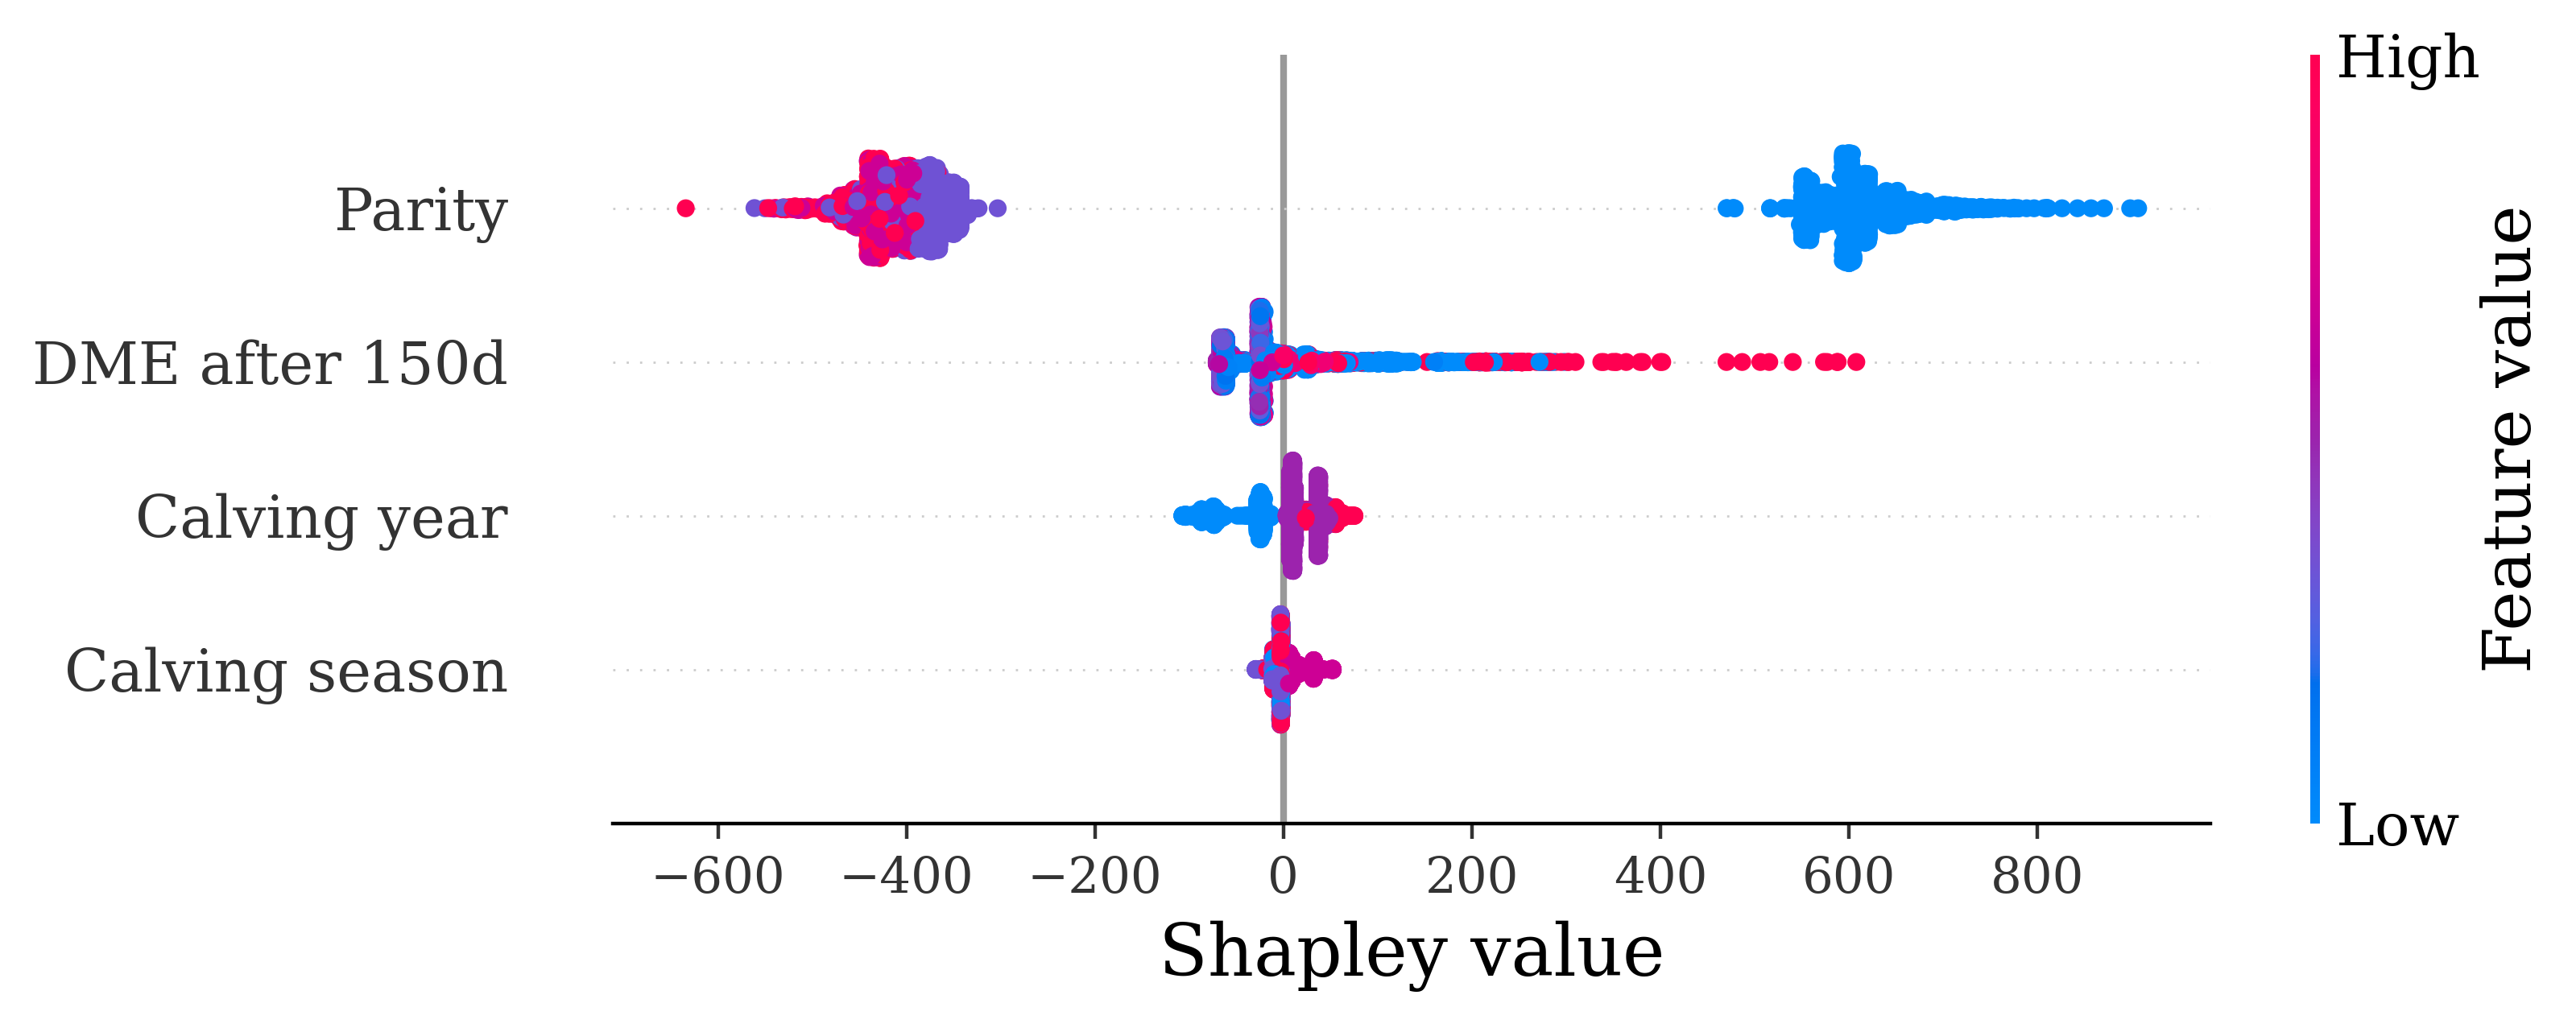 High
Parity
DME after 150d
Calving year
Calving season
Low
−600 −400 −200 0 200 400 600 800
Shapley value
Feature value